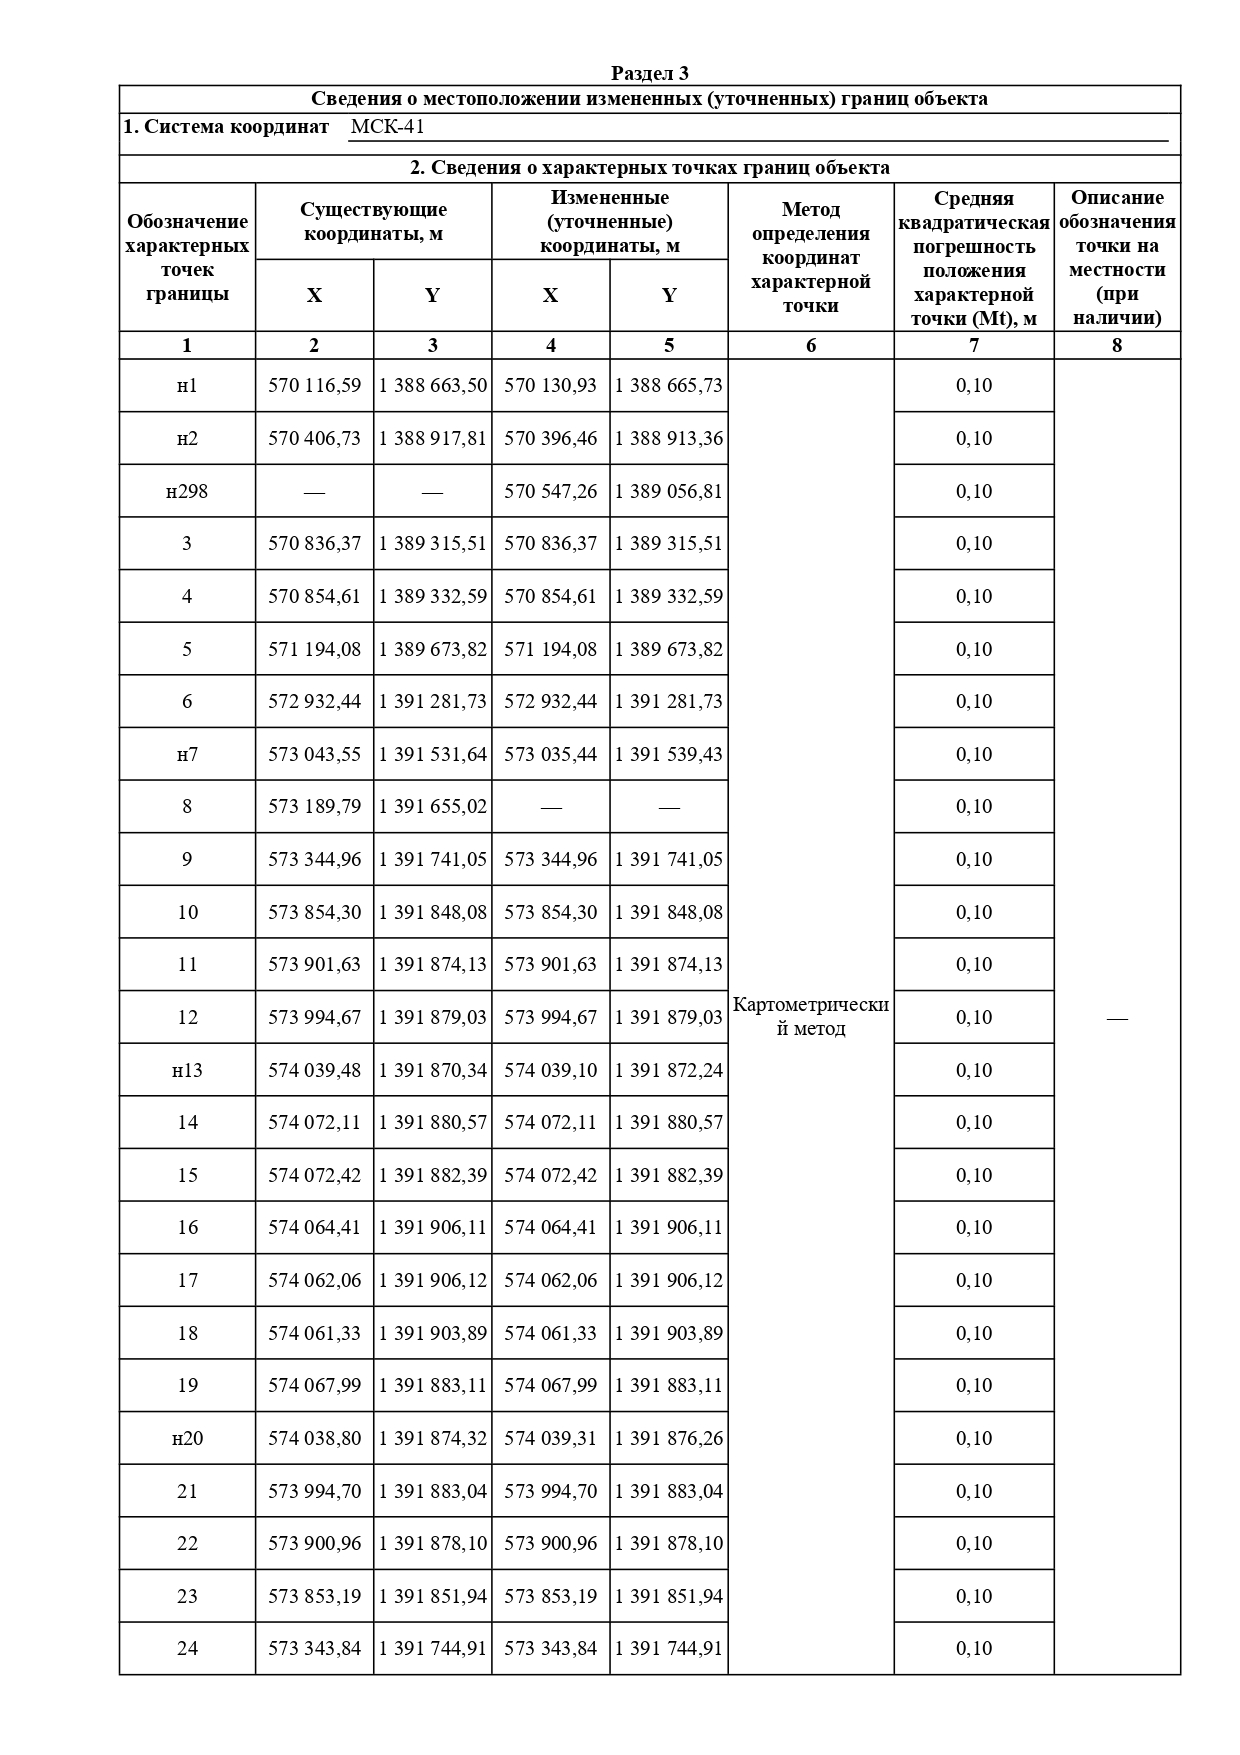 Раздел 3
Сведения о местоположении измененных (уточненных) границ объекта
1. Система координат МСК-41
2. Сведения о характерных точках границ объекта
Обозначение характерных точек границы
Существующие координаты, м
Измененные (уточненные) координаты, м
Метод определения координат характерной точки
Средняя квадратическая погрешность положения характерной точки (Mt), м
Описание обозначения точки на местности (при наличии)
X Y X Y
1 2 3 4 5 6 7 8
н1 570 116,59 1 388 663,50 570 130,93 1 388 665,73 0,10
н2 570 406,73 1 388 917,81 570 396,46 1 388 913,36 0,10
н298 — — 570 547,26 1 389 056,81 0,10
3 570 836,37 1 389 315,51 570 836,37 1 389 315,51 0,10
4 570 854,61 1 389 332,59 570 854,61 1 389 332,59 0,10
5 571 194,08 1 389 673,82 571 194,08 1 389 673,82 0,10
6 572 932,44 1 391 281,73 572 932,44 1 391 281,73 0,10
н7 573 043,55 1 391 531,64 573 035,44 1 391 539,43 0,10
8 573 189,79 1 391 655,02 — — 0,10
9 573 344,96 1 391 741,05 573 344,96 1 391 741,05 0,10
10 573 854,30 1 391 848,08 573 854,30 1 391 848,08 0,10
11 573 901,63 1 391 874,13 573 901,63 1 391 874,13 0,10
12 573 994,67 1 391 879,03 573 994,67 1 391 879,03 Картометрически
й метод 0,10 —
н13 574 039,48 1 391 870,34 574 039,10 1 391 872,24 0,10
14 574 072,11 1 391 880,57 574 072,11 1 391 880,57 0,10
15 574 072,42 1 391 882,39 574 072,42 1 391 882,39 0,10
16 574 064,41 1 391 906,11 574 064,41 1 391 906,11 0,10
17 574 062,06 1 391 906,12 574 062,06 1 391 906,12 0,10
18 574 061,33 1 391 903,89 574 061,33 1 391 903,89 0,10
19 574 067,99 1 391 883,11 574 067,99 1 391 883,11 0,10
н20 574 038,80 1 391 874,32 574 039,31 1 391 876,26 0,10
21 573 994,70 1 391 883,04 573 994,70 1 391 883,04 0,10
22 573 900,96 1 391 878,10 573 900,96 1 391 878,10 0,10
23 573 853,19 1 391 851,94 573 853,19 1 391 851,94 0,10
24 573 343,84 1 391 744,91 573 343,84 1 391 744,91 0,10